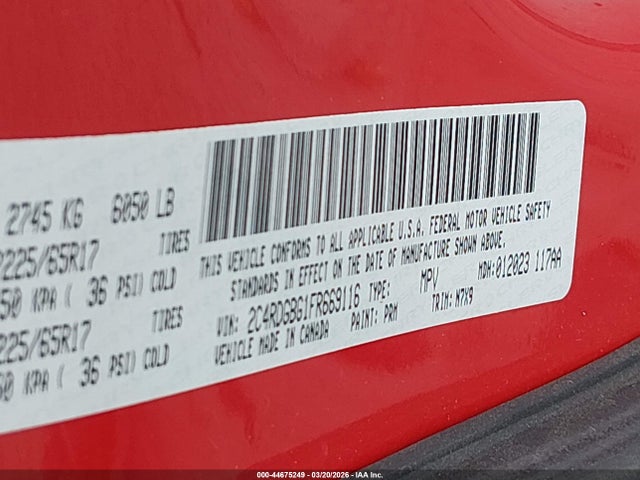 2745 KG 6050 LB
225/65R17 TIRES
50 KPA ( 36 PSI) COLD
225/65R17 TIRES
50 KPA ( 36 PSI) COLD
THIS VEHICLE CONFORMS TO ALL APPLICABLE U.S.A. FEDERAL MOTOR VEHICLE SAFETY
STANDARDS IN EFFECT ON THE DATE OF MANUFACTURE SHOWN ABOVE.
MDH: 012023 117AA
VIN: 2C4RDGBG1FR669116 TYPE: MPV
VEHICLE MADE IN CANADA PAINT: PRM TRIM: N7X9
000-44675249 - 03/20/2026 - IAA Inc.